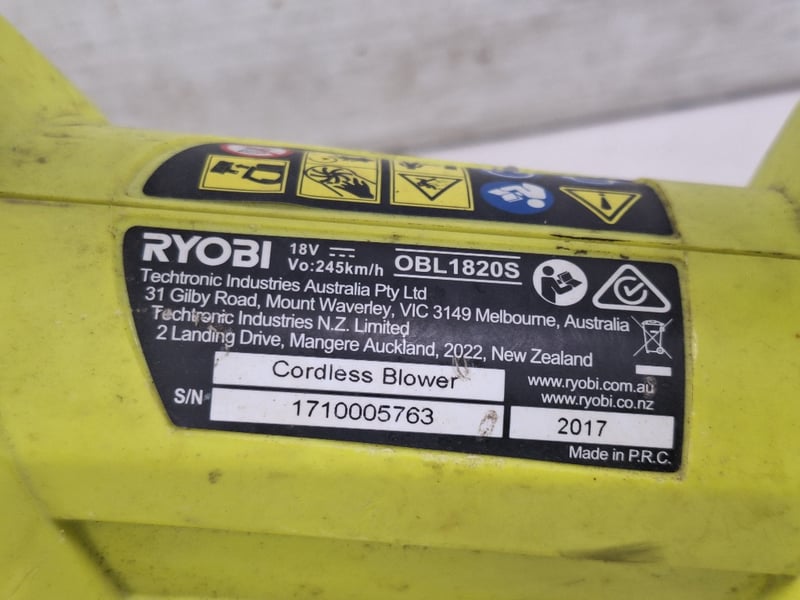 RYOBI 18V OBL1820S
Vo:245km/h
Techtronic Industries Australia Pty Ltd
31 Gilby Road, Mount Waverley, VIC 3149 Melbourne, Australia
Techtronic Industries N.Z. Limited
2 Landing Drive, Mangere Auckland, 2022, New Zealand
Cordless Blower
www.ryobi.com.au
www.ryobi.co.nz
S/N 1710005763
2017
Made in P.R.C.